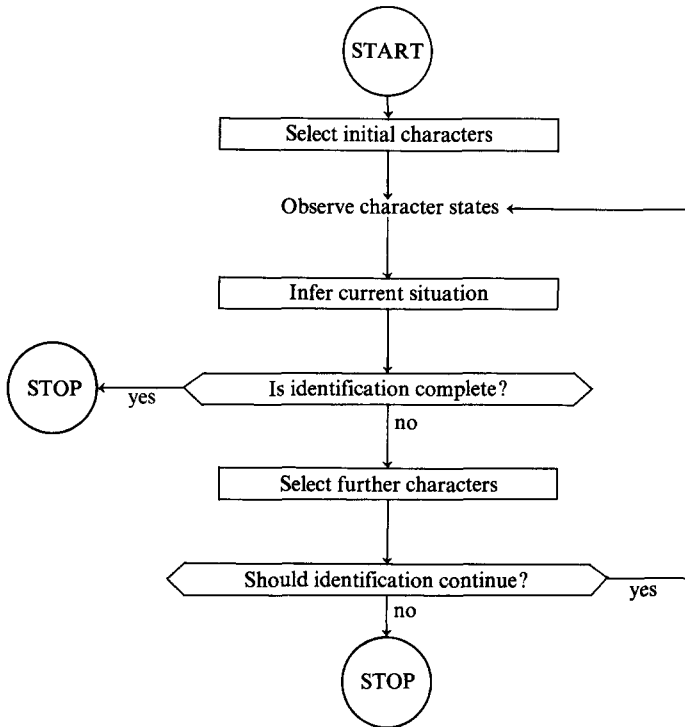 START
Select initial characters
Observe character states
Infer current situation
Is identification complete?
yes
STOP
no
Select further characters
Should identification continue?
yes
no
STOP